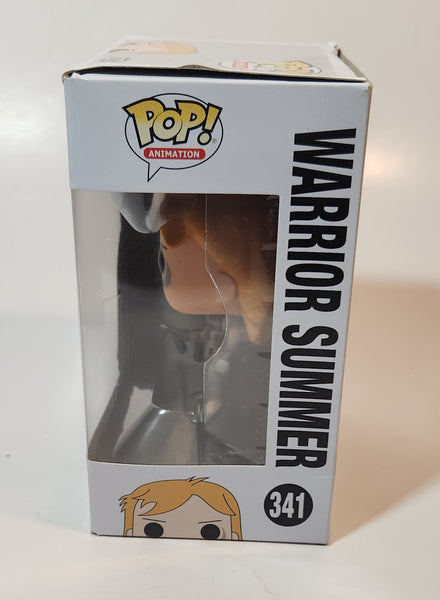 POP!
ANIMATION
WARRIOR SUMMER
341